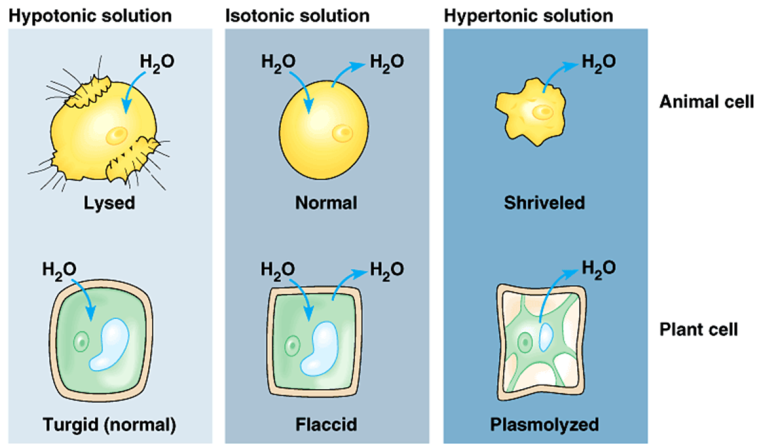 Hypotonic solution
Isotonic solution
Hypertonic solution
H₂O
H₂O
H₂O
H₂O
Animal cell
Lysed
Normal
Shriveled
H₂O
H₂O
H₂O
H₂O
Plant cell
Turgid (normal)
Flaccid
Plasmolyzed